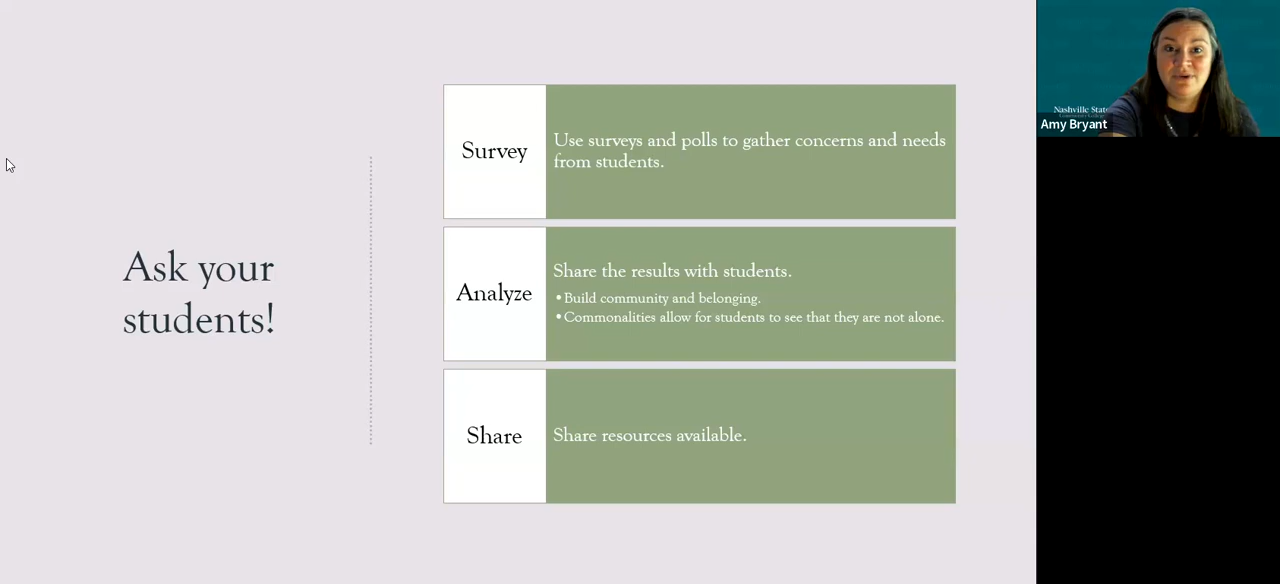 Ask your
students!
Survey
Use surveys and polls to gather concerns and needs
from students.
Analyze
Share the results with students.
•Build community and belonging.
•Commonalities allow for students to see that they are not alone.
Share
Share resources available.
Nashville State
Community College
Amy Bryant